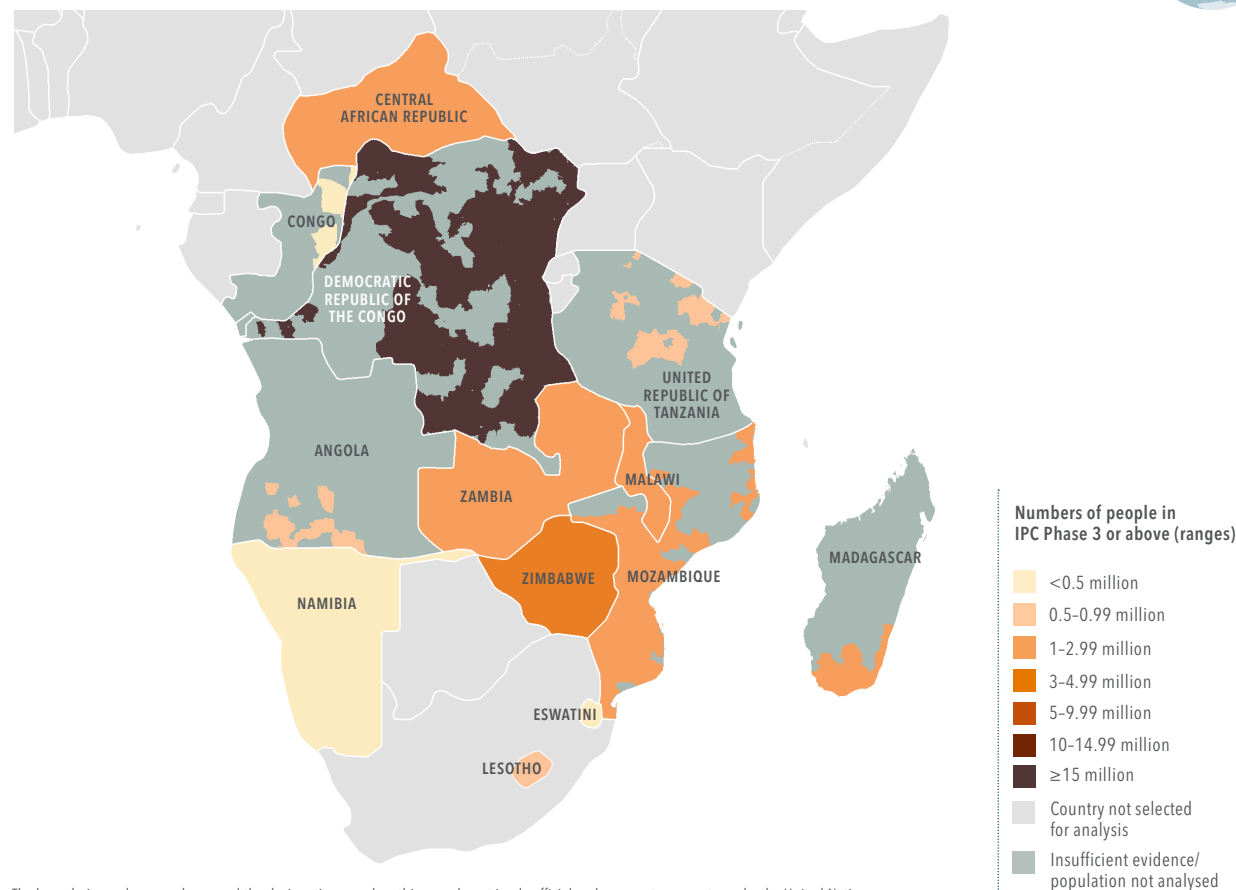 CENTRAL
AFRICAN REPUBLIC
CONGO
DEMOCRATIC
REPUBLIC OF
THE CONGO
UNITED
REPUBLIC OF
TANZANIA
ANGOLA
MALAWI
ZAMBIA
MADAGASCAR
ZIMBABWE
MOZAMBIQUE
NAMIBIA
ESWATINI
LESOTHO
Numbers of people in
IPC Phase 3 or above (ranges)
<0.5 million
0.5–0.99 million
1–2.99 million
3–4.99 million
5–9.99 million
10–14.99 million
≥15 million
Country not selected
for analysis
Insufficient evidence/
population not analysed